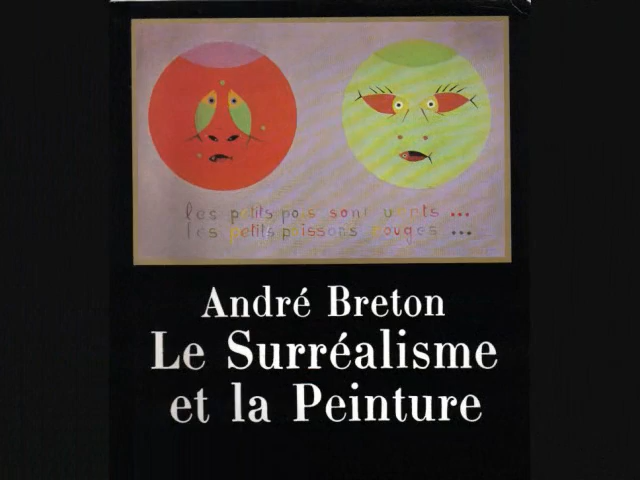 les petits pois sont verts ...
les petits poissons rouges ...
André Breton
Le Surréalisme
et la Peinture